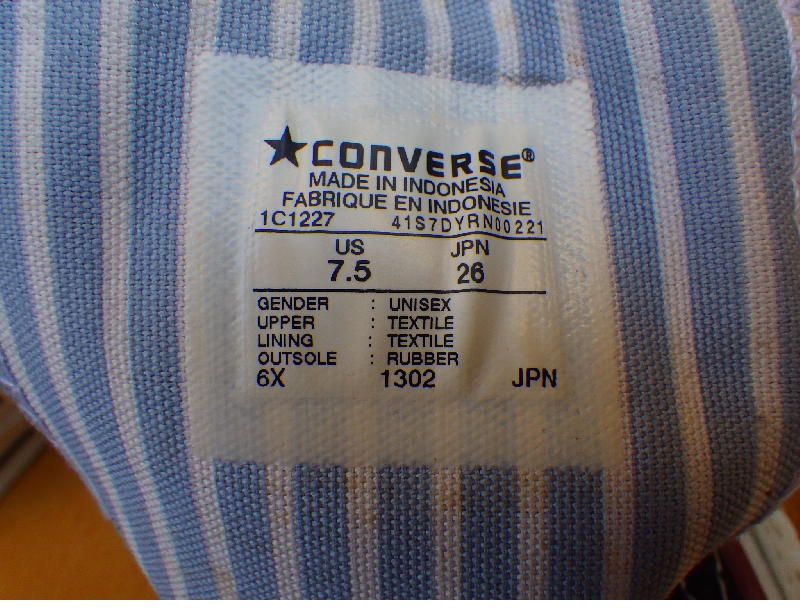 CONVERSE®
MADE IN INDONESIA
FABRIQUE EN INDONESIE
1C1227 41S7DYRN00221
US JPN
7.5 26
GENDER : UNISEX
UPPER : TEXTILE
LINING : TEXTILE
OUTSOLE : RUBBER
6X 1302 JPN